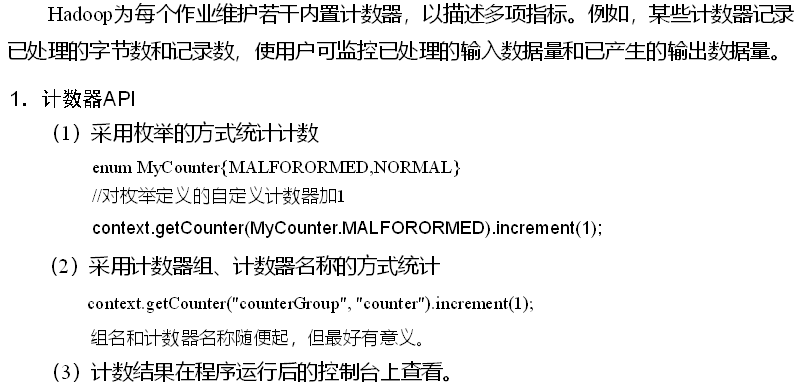 Hadoop为每个作业维护若干内置计数器，以描述多项指标。例如，某些计数器记录
已处理的字节数和记录数，使用户可监控已处理的输入数据量和已产生的输出数据量。
1．计数器API
（1）采用枚举的方式统计计数
enum MyCounter{MALFORORMED,NORMAL}
//对枚举定义的自定义计数器加1
context.getCounter(MyCounter.MALFORORMED).increment(1);
（2）采用计数器组、计数器名称的方式统计
context.getCounter("counterGroup", "counter").increment(1);
组名和计数器名称随便起，但最好有意义。
（3）计数结果在程序运行后的控制台上查看。